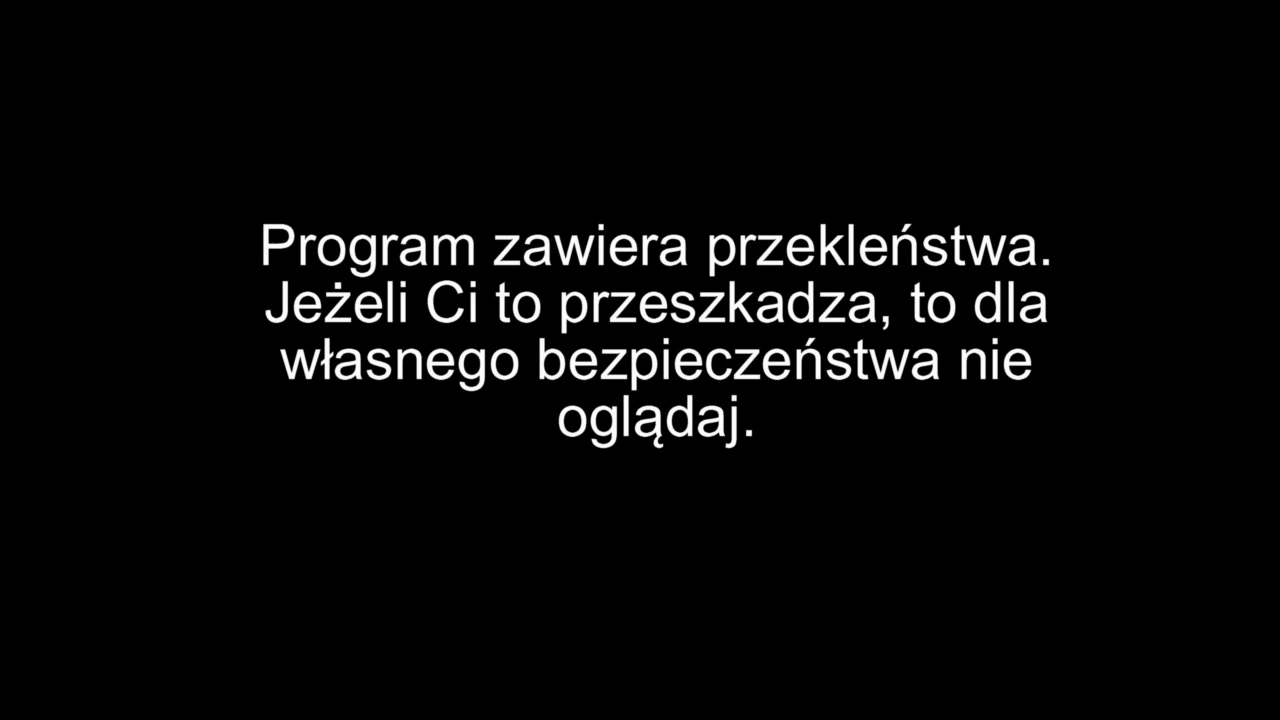 Program zawiera przekleństwa.
Jeżeli Ci to przeszkadza, to dla
własnego bezpieczeństwa nie
oglądaj.